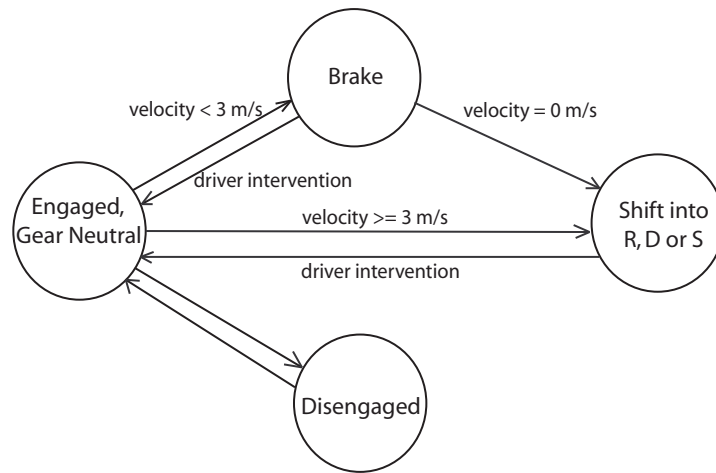 Brake
velocity < 3 m/s
velocity = 0 m/s
driver intervention
Engaged,
Gear Neutral
velocity >= 3 m/s
Shift into
R, D or S
driver intervention
Disengaged